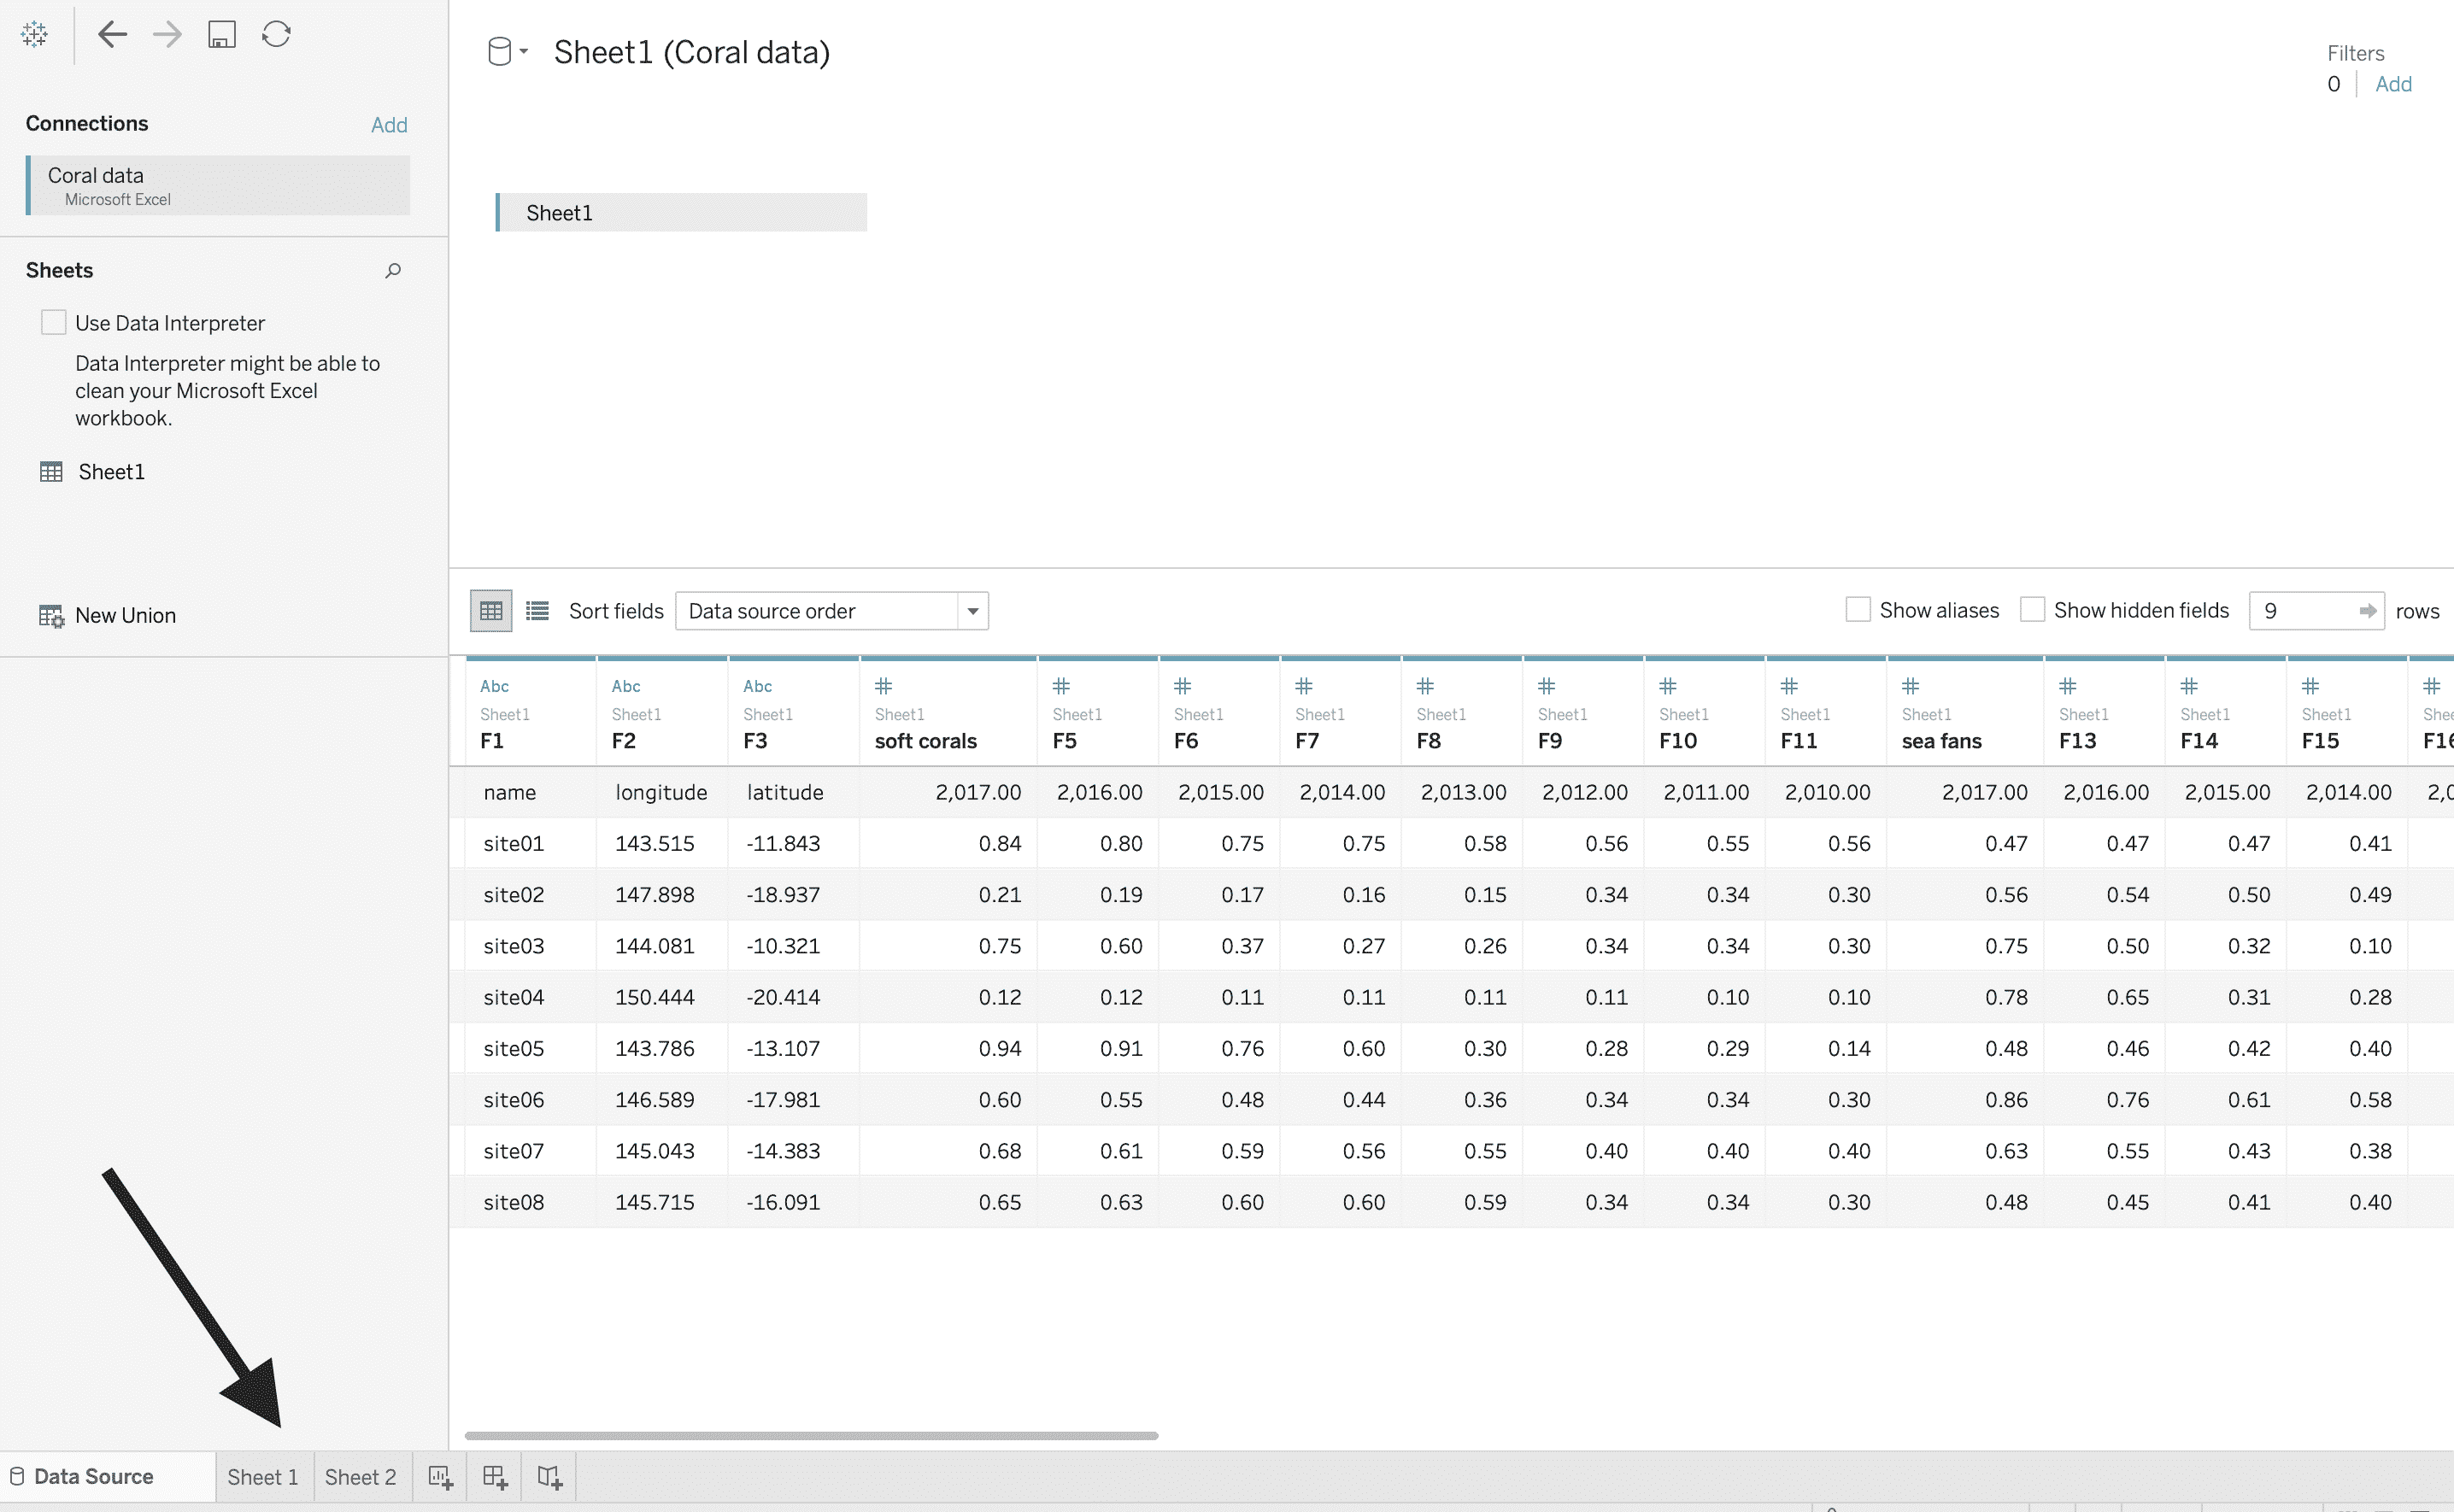 Sheet1 (Coral data)
Filters
0 Add
Connections Add
Coral data
Microsoft Excel
Sheet1
Sheets
Use Data Interpreter
Data Interpreter might be able to
clean your Microsoft Excel
workbook.
Sheet1
New Union
Sort fields Data source order Show aliases Show hidden fields 9 rows
Abc Abc Abc # # # # # # # # # # # # #
Sheet1 Sheet1 Sheet1 Sheet1 Sheet1 Sheet1 Sheet1 Sheet1 Sheet1 Sheet1 Sheet1 Sheet1 Sheet1 Sheet1 Sheet1
F1 F2 F3 soft corals F5 F6 F7 F8 F9 F10 F11 sea fans F13 F14 F15
name longitude latitude 2,017.00 2,016.00 2,015.00 2,014.00 2,013.00 2,012.00 2,011.00 2,010.00 2,017.00 2,016.00 2,015.00 2,014.00
site01 143.515 -11.843 0.84 0.80 0.75 0.75 0.58 0.56 0.55 0.56 0.47 0.47 0.47 0.41
site02 147.898 -18.937 0.21 0.19 0.17 0.16 0.15 0.34 0.34 0.30 0.56 0.54 0.50 0.49
site03 144.081 -10.321 0.75 0.60 0.37 0.27 0.26 0.34 0.34 0.30 0.75 0.50 0.32 0.10
site04 150.444 -20.414 0.12 0.12 0.11 0.11 0.11 0.11 0.10 0.10 0.78 0.65 0.31 0.28
site05 143.786 -13.107 0.94 0.91 0.76 0.60 0.30 0.28 0.29 0.14 0.48 0.46 0.42 0.40
site06 146.589 -17.981 0.60 0.55 0.48 0.44 0.36 0.34 0.34 0.30 0.86 0.76 0.61 0.58
site07 145.043 -14.383 0.68 0.61 0.59 0.56 0.55 0.40 0.40 0.40 0.63 0.55 0.43 0.38
site08 145.715 -16.091 0.65 0.63 0.60 0.60 0.59 0.34 0.34 0.30 0.48 0.45 0.41 0.40
Data Source Sheet 1 Sheet 2